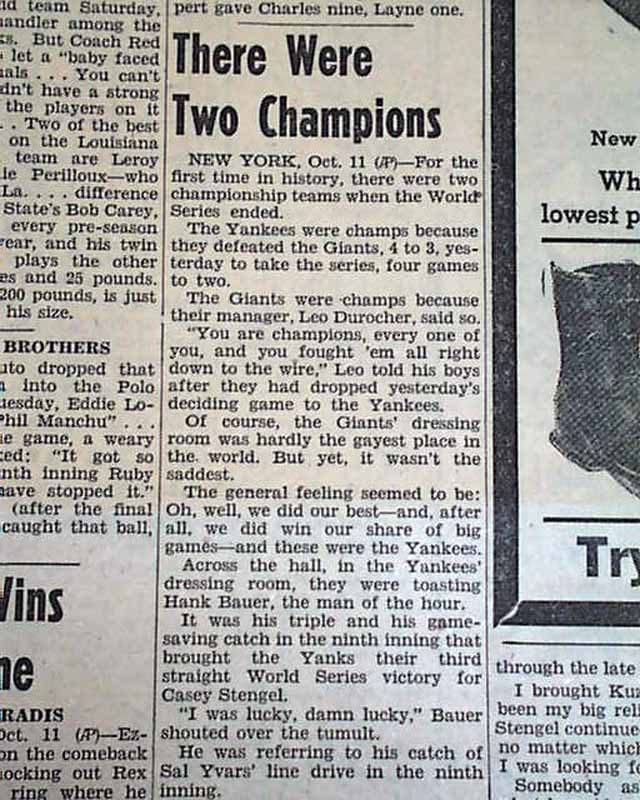 d team Saturday,
andler among the
s. But Coach Red
let a "baby faced
als . . . You can't
dn't have a strong
the players on it
. . Two of the best
on the Louisiana
team are Leroy
ie Perilloux—who
La. . . . difference
State's Bob Carey,
every pre-season
ear, and his twin
plays the other
es and 25 pounds.
200 pounds, is just
his size.
BROTHERS
uto dropped that
into the Polo
uesday, Eddie Lo-
Phil Manchu" . . .
e game, a weary
ked: "It got so
nth inning Ruby
have stopped it."
(after the final
caught that ball,
Wins
ne
RADIS
Oct. 11 (AP)—Ez-
on the comeback
nocking out Rex
ring where he
pert gave Charles nine, Layne one.
There Were
Two Champions
NEW YORK, Oct. 11 (AP)—For the
first time in history, there were two
championship teams when the World
Series ended.
The Yankees were champs because
they defeated the Giants, 4 to 3, yes-
terday to take the series, four games
to two.
The Giants were champs because
their manager, Leo Durocher, said so.
"You are champions, every one of
you, and you fought 'em all right
down to the wire," Leo told his boys
after they had dropped yesterday's
deciding game to the Yankees.
Of course, the Giants' dressing
room was hardly the gayest place in
the world. But yet, it wasn't the
saddest.
The general feeling seemed to be:
Oh, well, we did our best—and, after
all, we did win our share of big
games—and these were the Yankees.
Across the hall, in the Yankees'
dressing room, they were toasting
Hank Bauer, the man of the hour.
It was his triple and his game-
saving catch in the ninth inning that
brought the Yanks their third
straight World Series victory for
Casey Stengel.
"I was lucky, damn lucky," Bauer
shouted over the tumult.
He was referring to his catch of
Sal Yvars' line drive in the ninth
inning.
New
Wh
lowest p
Try
through the late
I brought Ku
been my big reli
Stengel continue
no matter which
I was looking fo
Somebody as